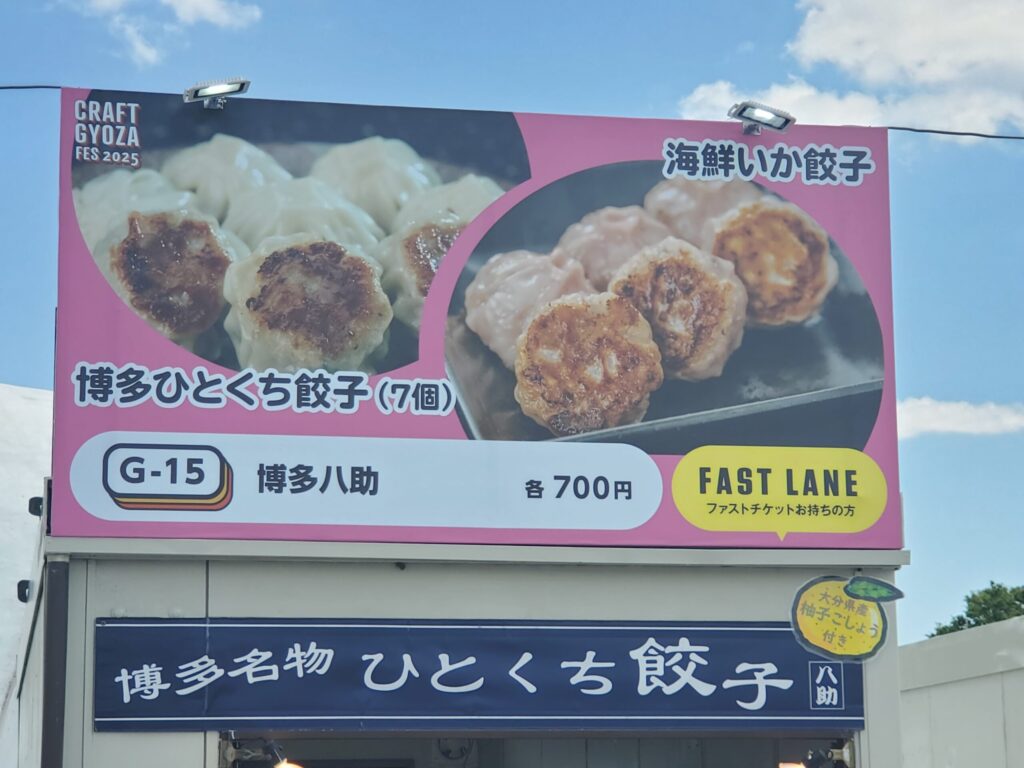 CRAFT
GYOZA
FES 2025
海鮮いか餃子
博多ひとくち餃子(7個)
G-15
博多八助
各700円
FAST LANE
ファストチケットお持ちの方
大分県産
柚子こしょう
付き
博多名物 ひとくち餃子
八助